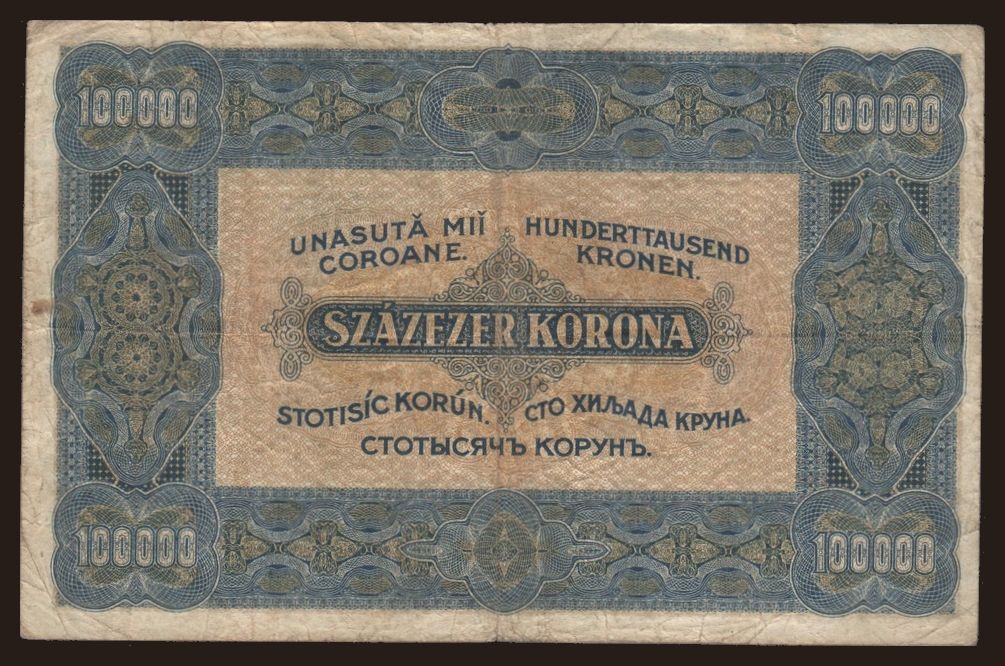 100000
100000
UNASUTĂ MIĬ
COROANE.
HUNDERTTAUSEND
KRONEN.
SZÁZEZER KORONA
STOTISÍC KORÚN.
СТО ХИЉАДА КРУНА.
СТОТЫСЯЧЪ КОРУНЪ.
100000
100000